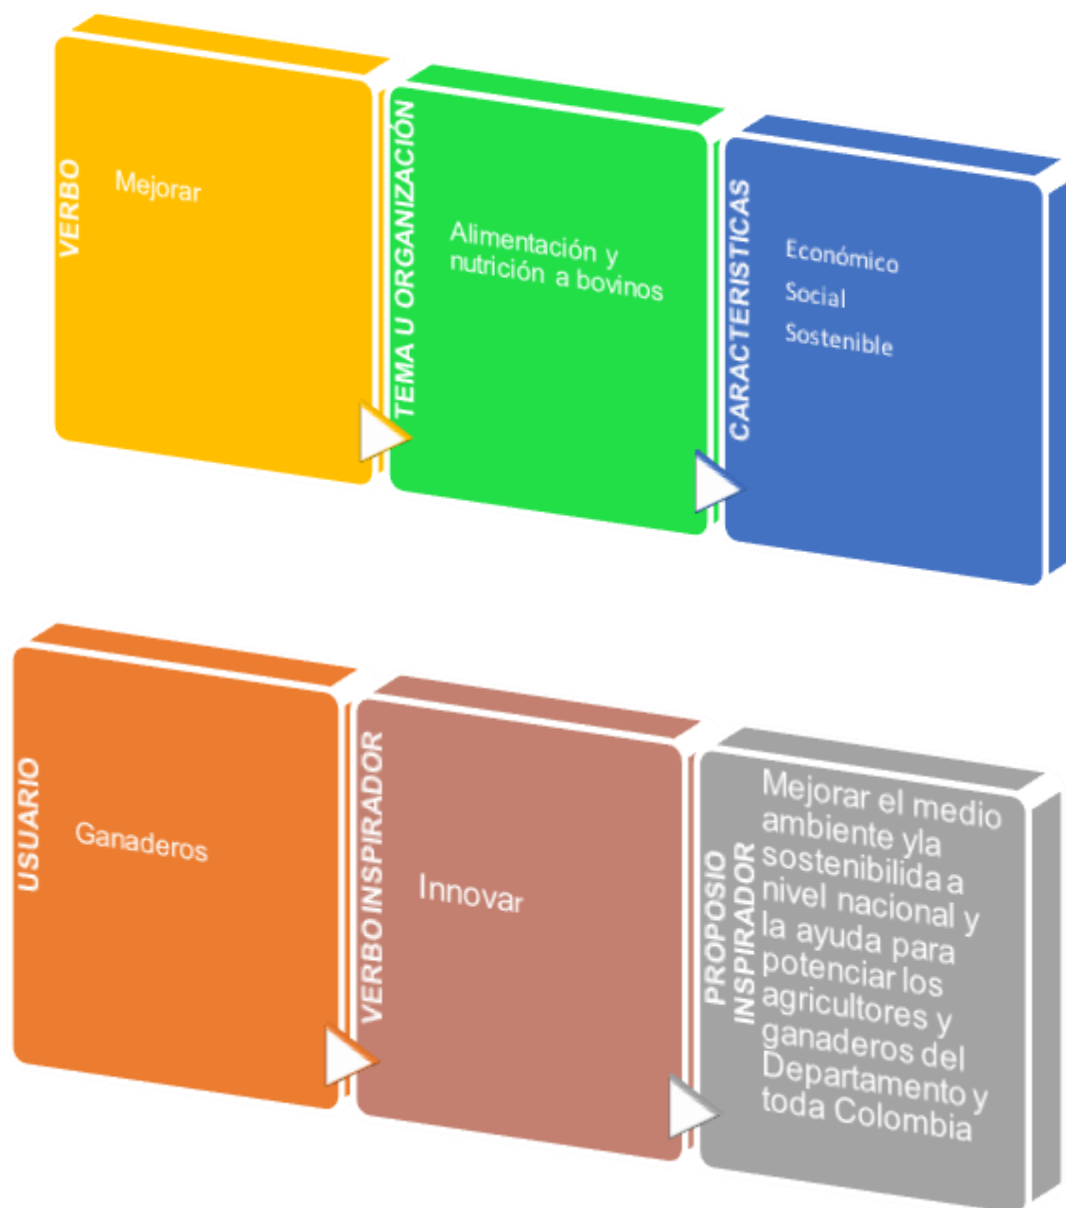 VERBO
Mejorar
TEMA U ORGANIZACIÓN
Alimentación y
nutrición a bovinos
CARACTERISTICAS
Económico
Social
Sostenible
USUARIO
Ganaderos
VERBO INSPIRADOR
Innovar
PROPOSIO
INSPIRADOR
Mejorar el medio
ambiente yla
sostenibilida a
nivel nacional y
la ayuda para
potenciar los
agricultores y
ganaderos del
Departamento y
toda Colombia